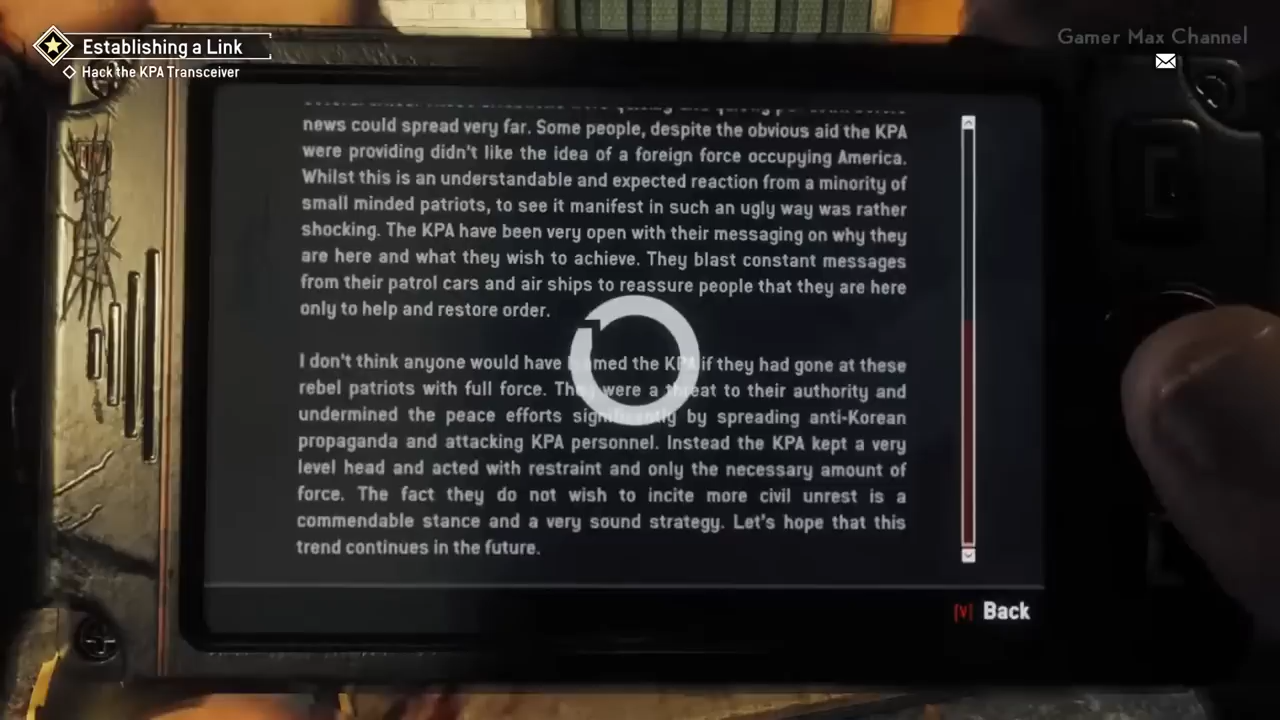 Establishing a Link
Hack the KPA Transceiver
Gamer Max Channel
news could spread very far. Some people, despite the obvious aid the KPA
were providing didn't like the idea of a foreign force occupying America.
Whilst this is an understandable and expected reaction from a minority of
small minded patriots, to see it manifest in such an ugly way was rather
shocking. The KPA have been very open with their messaging on why they
are here and what they wish to achieve. They blast constant messages
from their patrol cars and air ships to reassure people that they are here
only to help and restore order.
I don't think anyone would have blamed the KPA if they had gone at these
rebel patriots with full force. They were a threat to their authority and
undermined the peace efforts significantly by spreading anti-Korean
propaganda and attacking KPA personnel. Instead the KPA kept a very
level head and acted with restraint and only the necessary amount of
force. The fact they do not wish to incite more civil unrest is a
commendable stance and a very sound strategy. Let's hope that this
trend continues in the future.
[V] Back